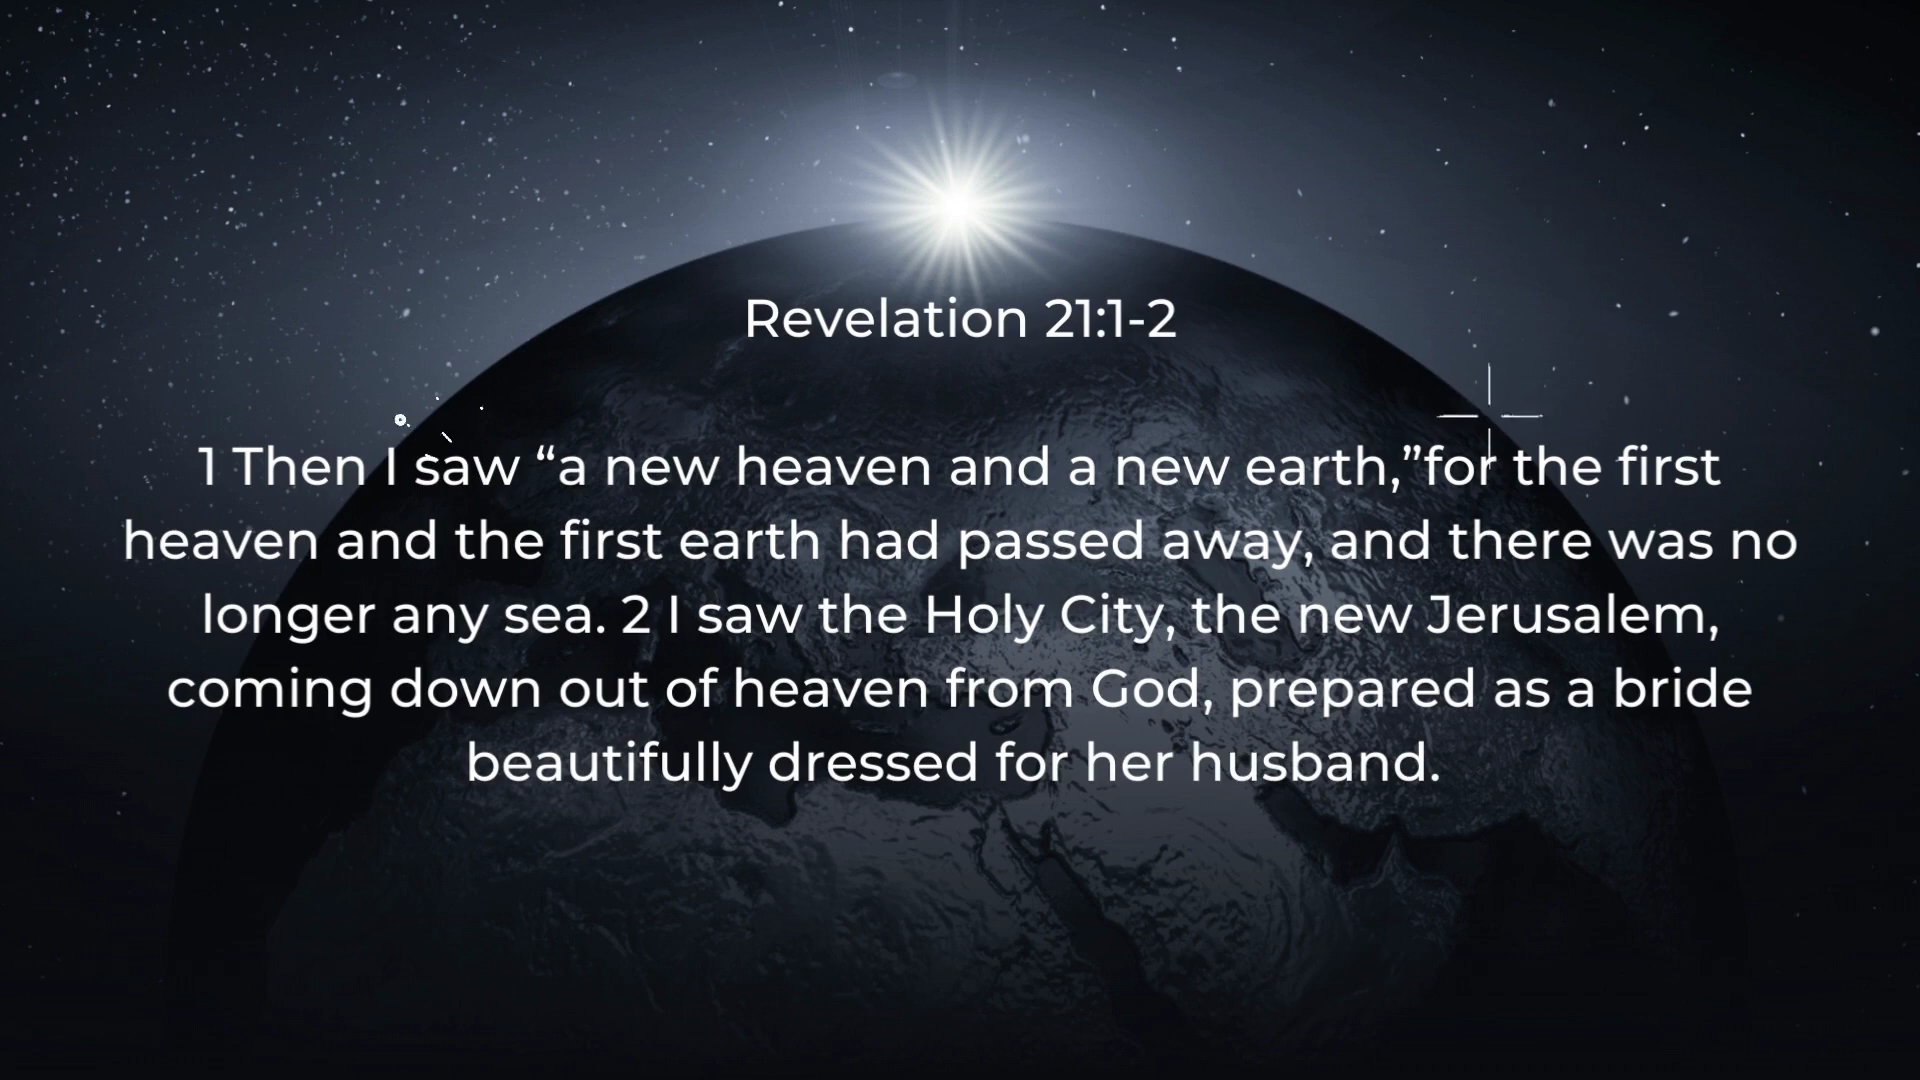 Revelation 21:1-2
1 Then I saw “a new heaven and a new earth,”for the first
heaven and the first earth had passed away, and there was no
longer any sea. 2 I saw the Holy City, the new Jerusalem,
coming down out of heaven from God, prepared as a bride
beautifully dressed for her husband.